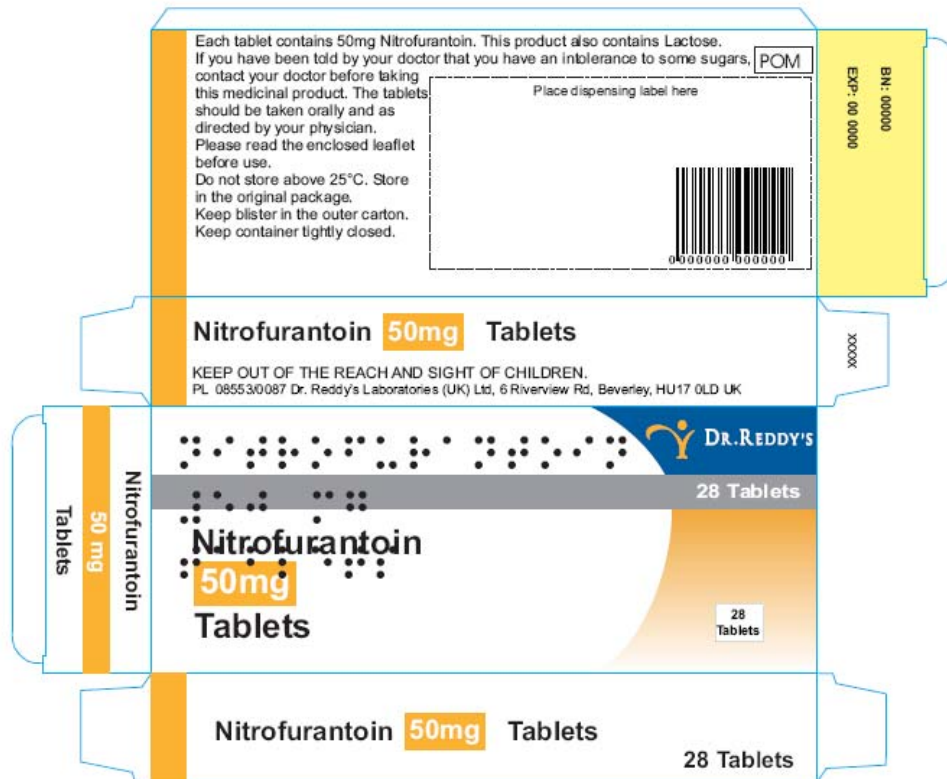 Each tablet contains 50mg Nitrofurantoin. This product also contains Lactose.
If you have been told by your doctor that you have an intolerance to some sugars,
contact your doctor before taking
this medicinal product. The tablets
should be taken orally and as
directed by your physician.
Please read the enclosed leaflet
before use.
Do not store above 25°C. Store
in the original package.
Keep blister in the outer carton.
Keep container tightly closed.
POM
Place dispensing label here
0 000000 000000
BN: 00000
EXP: 00 0000
Nitrofurantoin 50mg Tablets
KEEP OUT OF THE REACH AND SIGHT OF CHILDREN.
PL 08553/0087 Dr. Reddy's Laboratories (UK) Ltd, 6 Riverview Rd, Beverley, HU17 0LD UK
XXXXX
Nitrofurantoin
50 mg
Tablets
DR.REDDY'S
28 Tablets
Nitrofurantoin
50mg
Tablets
28
Tablets
Nitrofurantoin 50mg Tablets
28 Tablets